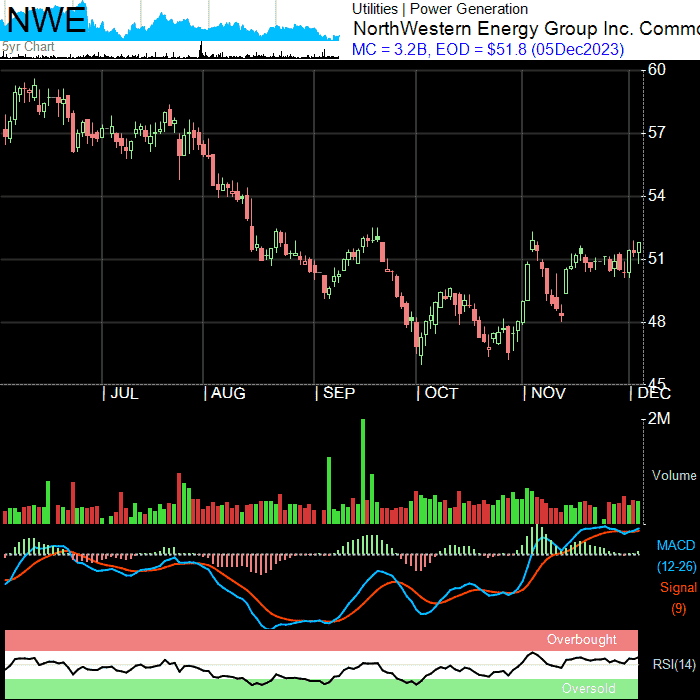 NWE
5yr Chart
Utilities | Power Generation
NorthWestern Energy Group Inc. Commo
MC = 3.2B, EOD = $51.8 (05Dec2023)
60
57
54
51
48
45
| JUL | AUG | SEP | OCT | NOV | DEC
2M
Volume
MACD
(12-26)
Signal
(9)
Overbought
RSI(14)
Oversold